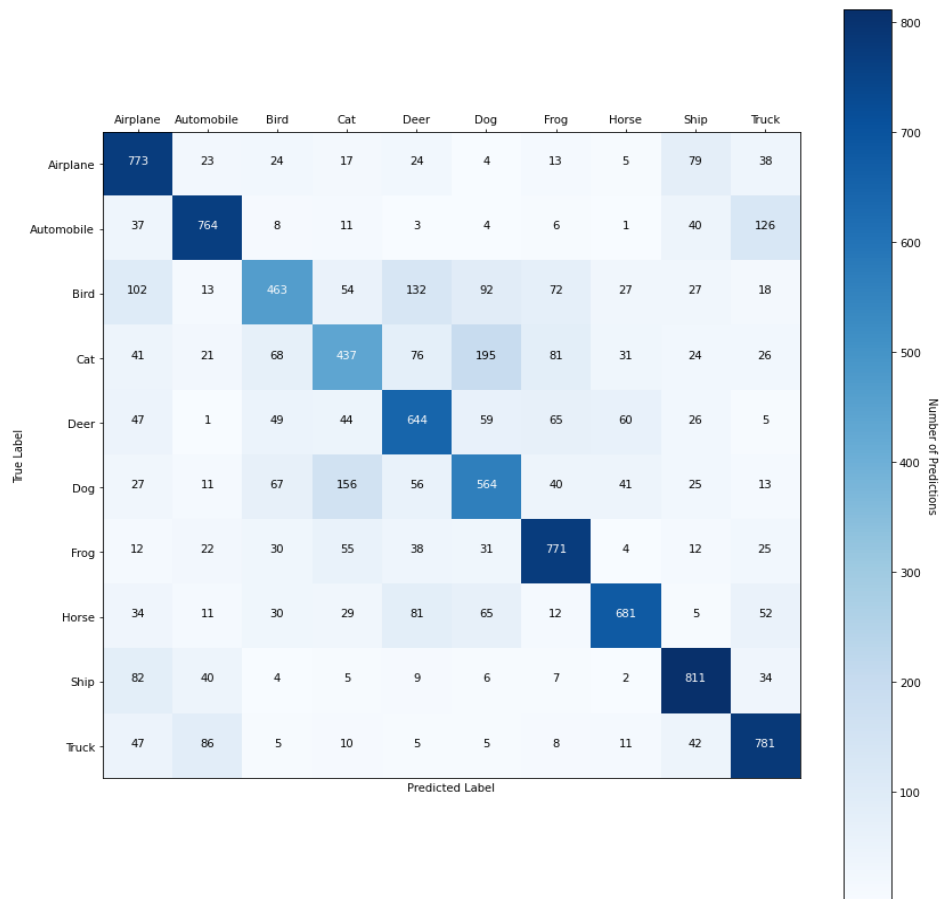 800
Airplane Automobile Bird Cat Deer Dog Frog Horse Ship Truck
Airplane 773 23 24 17 24 4 13 5 79 38
700
Automobile 37 764 8 11 3 4 6 1 40 126
Bird 102 13 463 54 132 92 72 27 27 18
600
Cat 41 21 68 437 76 195 81 31 24 26
500
Deer 47 1 49 44 644 59 65 60 26 5
True Label
Number of Predictions
400
Dog 27 11 67 156 56 564 40 41 25 13
Frog 12 22 30 55 38 31 771 4 12 25
300
Horse 34 11 30 29 81 65 12 681 5 52
Ship 82 40 4 5 9 6 7 2 811 34
200
Truck 47 86 5 10 5 5 8 11 42 781
100
Predicted Label